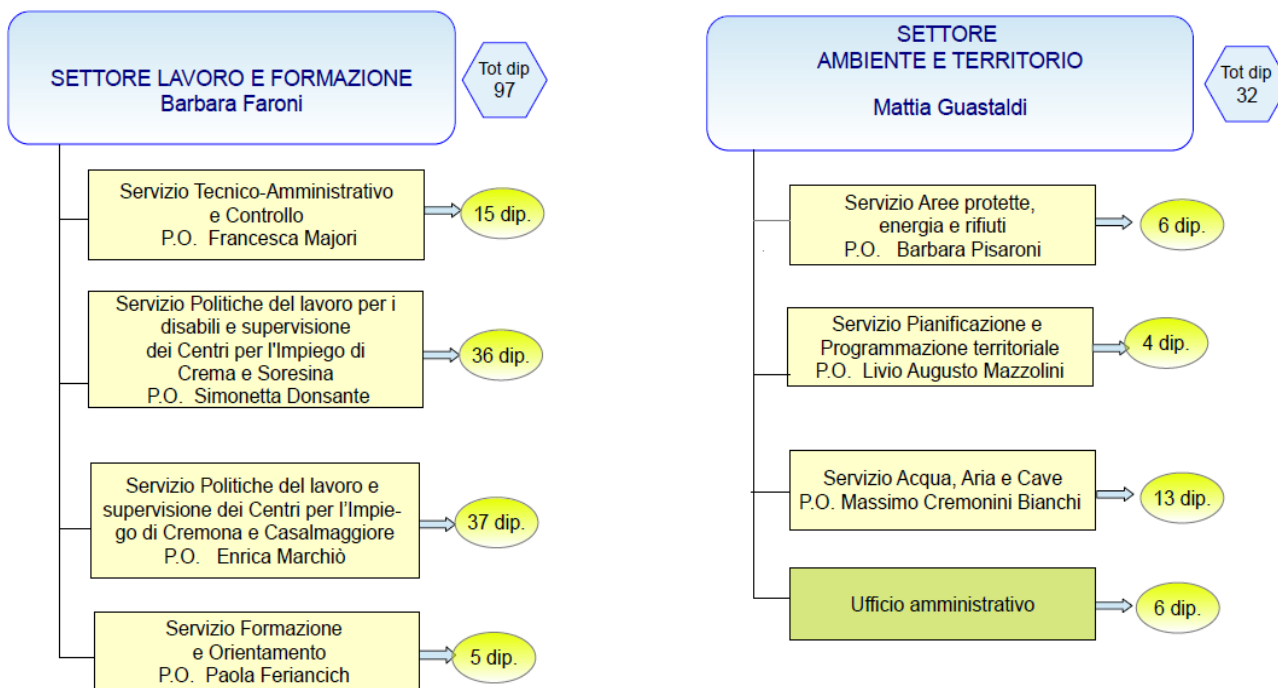 SETTORE LAVORO E FORMAZIONE
Barbara Faroni
Tot dip
97
Servizio Tecnico-Amministrativo
e Controllo
P.O. Francesca Majori
15 dip.
Servizio Politiche del lavoro per i
disabili e supervisione
dei Centri per l'Impiego di
Crema e Soresina
P.O. Simonetta Donsante
36 dip.
Servizio Politiche del lavoro e
supervisione dei Centri per l'Impie-
go di Cremona e Casalmaggiore
P.O. Enrica Marchiò
37 dip.
Servizio Formazione
e Orientamento
P.O. Paola Feriancich
5 dip.
SETTORE
AMBIENTE E TERRITORIO
Mattia Guastaldi
Tot dip
32
Servizio Aree protette,
energia e rifiuti
P.O. Barbara Pisaroni
6 dip.
Servizio Pianificazione e
Programmazione territoriale
P.O. Livio Augusto Mazzolini
4 dip.
Servizio Acqua, Aria e Cave
P.O. Massimo Cremonini Bianchi
13 dip.
Ufficio amministrativo
6 dip.